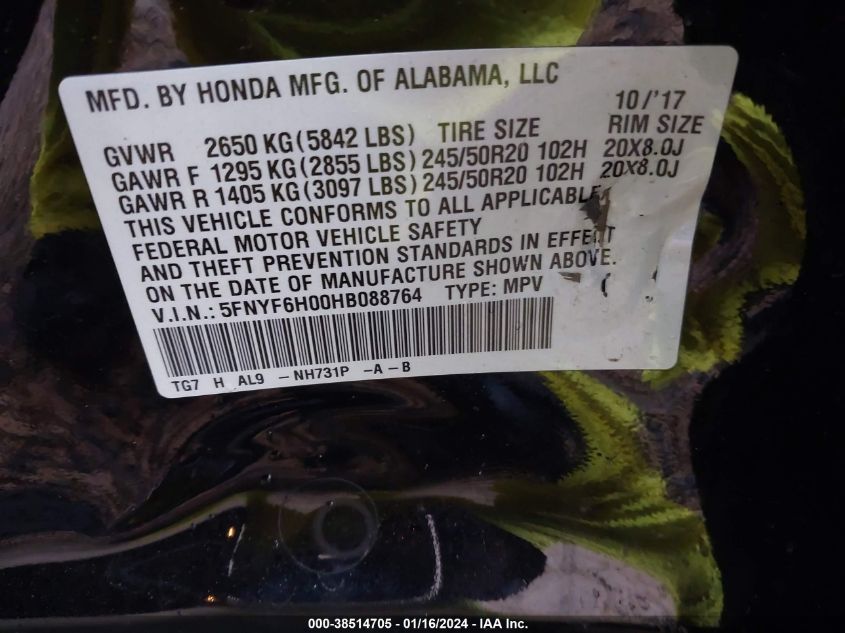 MFD. BY HONDA MFG. OF ALABAMA, LLC 10/'17
GVWR 2650 KG(5842 LBS) TIRE SIZE RIM SIZE
GAWR F 1295 KG(2855 LBS) 245/50R20 102H 20X8.0J
GAWR R 1405 KG(3097 LBS) 245/50R20 102H 20X8.0J
THIS VEHICLE CONFORMS TO ALL APPLICABLE
FEDERAL MOTOR VEHICLE SAFETY
AND THEFT PREVENTION STANDARDS IN EFFECT
ON THE DATE OF MANUFACTURE SHOWN ABOVE.
V.I.N.: 5FNYF6H00HB088764 TYPE: MPV
TG7 H AL9 -NH731P -A-B
000-38514705 - 01/16/2024 - IAA Inc.